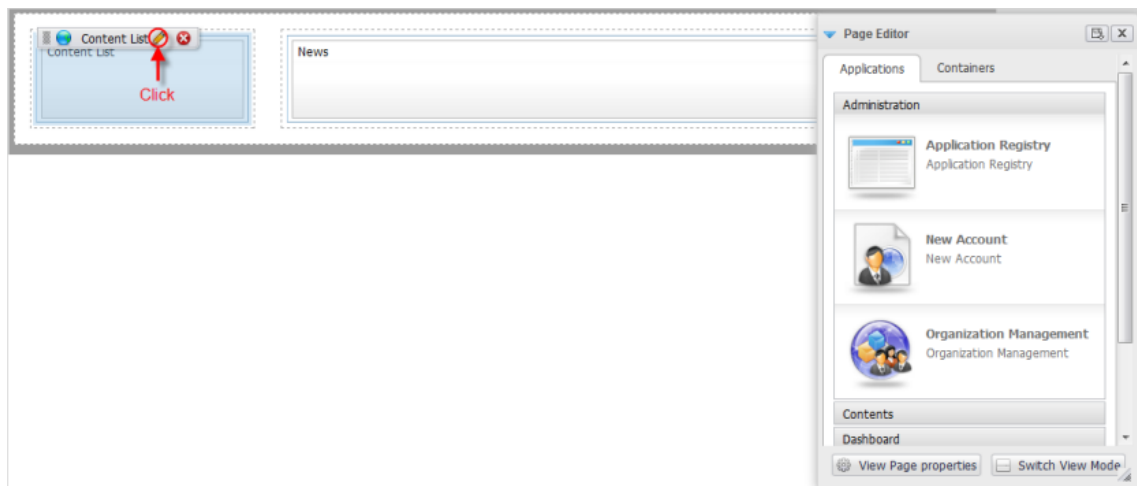 Content List
Content List
Click
News
Page Editor
Applications Containers
Administration
Application Registry
Application Registry
New Account
New Account
Organization Management
Organization Management
Contents
Dashboard
View Page properties Switch View Mode